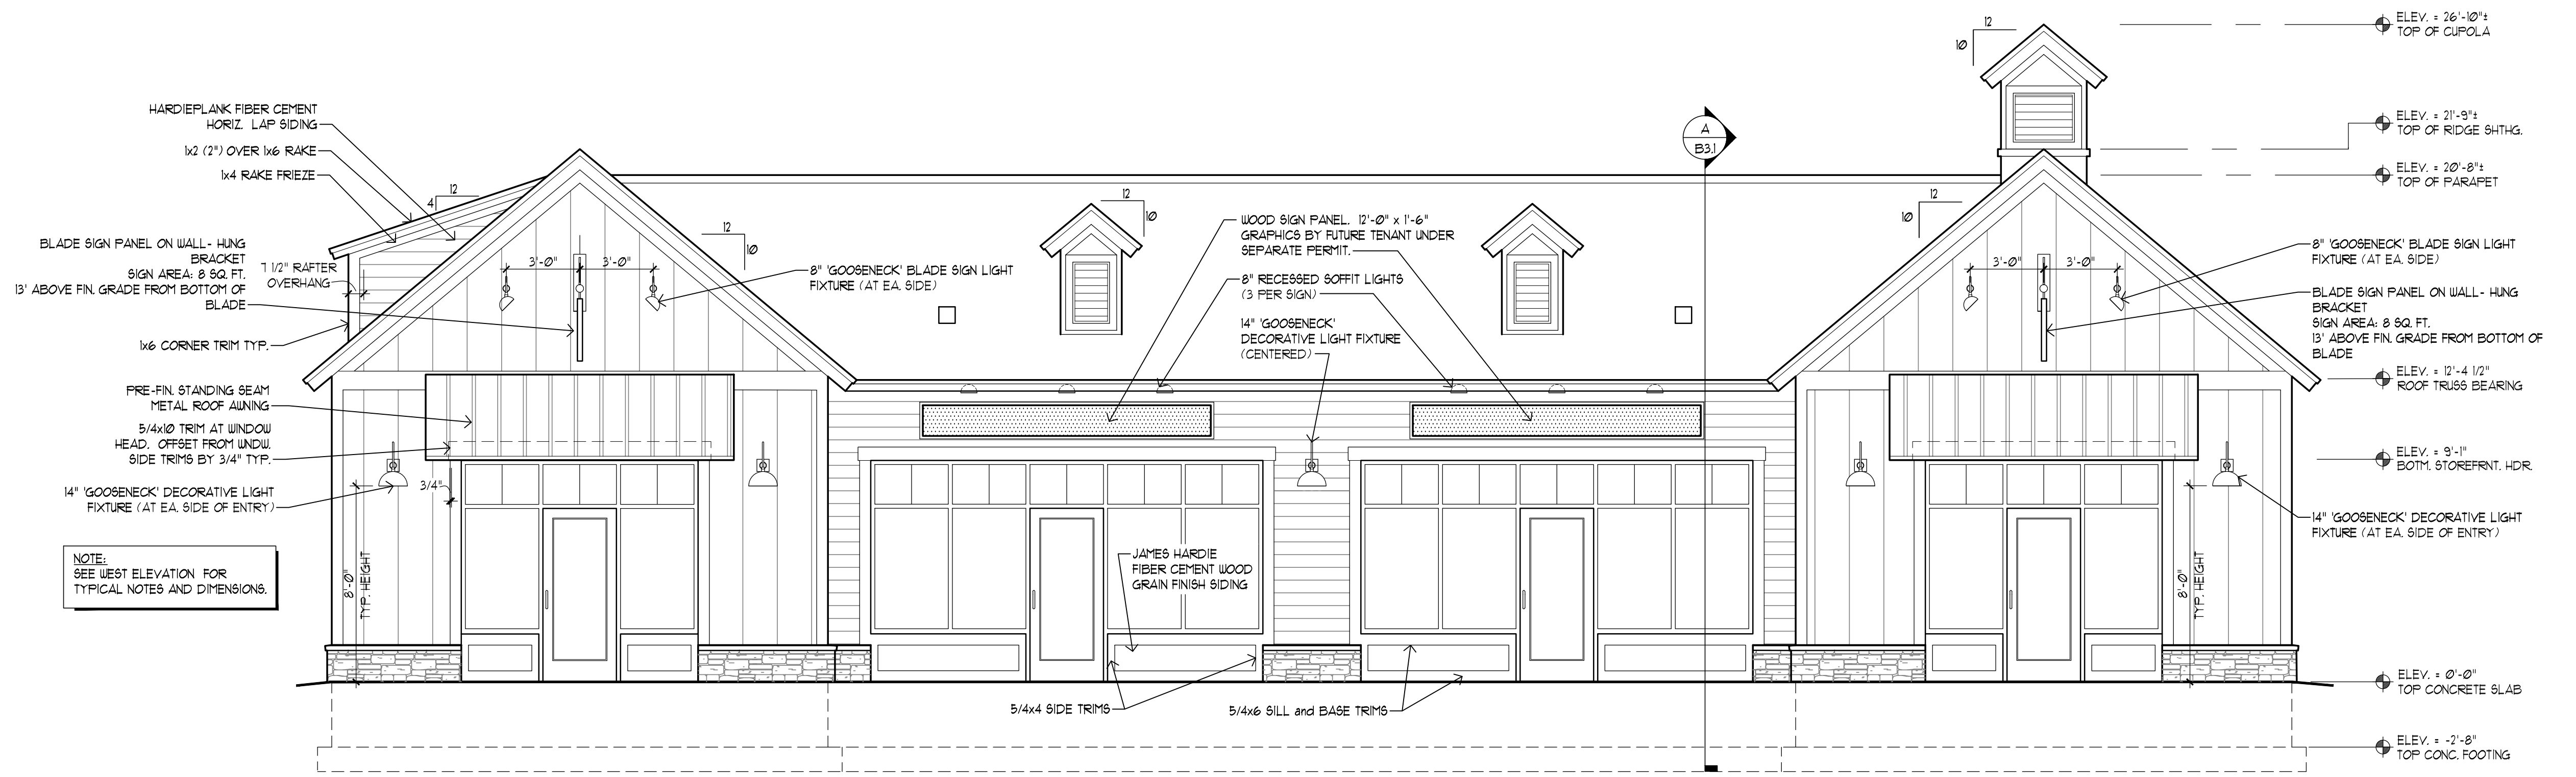 12
10
ELEV. = 26'-10"±
TOP OF CUPOLA
HARDIEPLANK FIBER CEMENT
HORIZ. LAP SIDING
1x2 (2") OVER 1x6 RAKE
1x4 RAKE FRIEZE
A
B3.1
ELEV. = 21'-9"±
TOP OF RIDGE SHTHG.
ELEV. = 20'-8"±
TOP OF PARAPET
12
4
12
10
12
10
12
10
BLADE SIGN PANEL ON WALL- HUNG
BRACKET
SIGN AREA: 8 SQ. FT.
13' ABOVE FIN. GRADE FROM BOTTOM OF
BLADE
7 1/2" RAFTER
OVERHANG
3'-0"
3'-0"
8" 'GOOSENECK' BLADE SIGN LIGHT
FIXTURE (AT EA. SIDE)
WOOD SIGN PANEL. 12'-0" x 1'-6"
GRAPHICS BY FUTURE TENANT UNDER
SEPARATE PERMIT.
8" RECESSED SOFFIT LIGHTS
(3 PER SIGN)
14" 'GOOSENECK'
DECORATIVE LIGHT FIXTURE
(CENTERED)
3'-0"
3'-0"
8" 'GOOSENECK' BLADE SIGN LIGHT
FIXTURE (AT EA. SIDE)
BLADE SIGN PANEL ON WALL- HUNG
BRACKET
SIGN AREA: 8 SQ. FT.
13' ABOVE FIN. GRADE FROM BOTTOM OF
BLADE
1x6 CORNER TRIM TYP.
PRE-FIN. STANDING SEAM
METAL ROOF AWNING
5/4x10 TRIM AT WINDOW
HEAD. OFFSET FROM WNDW.
SIDE TRIMS BY 3/4" TYP.
14" 'GOOSENECK' DECORATIVE LIGHT
FIXTURE (AT EA. SIDE OF ENTRY)
3/4"
ELEV. = 12'-4 1/2"
ROOF TRUSS BEARING
ELEV. = 9'-1"
BOTM. STOREFRNT. HDR.
14" 'GOOSENECK' DECORATIVE LIGHT
FIXTURE (AT EA. SIDE OF ENTRY)
NOTE:
SEE WEST ELEVATION FOR
TYPICAL NOTES AND DIMENSIONS.
8'-0"
TYP. HEIGHT
JAMES HARDIE
FIBER CEMENT WOOD
GRAIN FINISH SIDING
8'-0"
TYP. HEIGHT
5/4x4 SIDE TRIMS
5/4x6 SILL and BASE TRIMS
ELEV. = 0'-0"
TOP CONCRETE SLAB
ELEV. = -2'-8"
TOP CONC. FOOTING